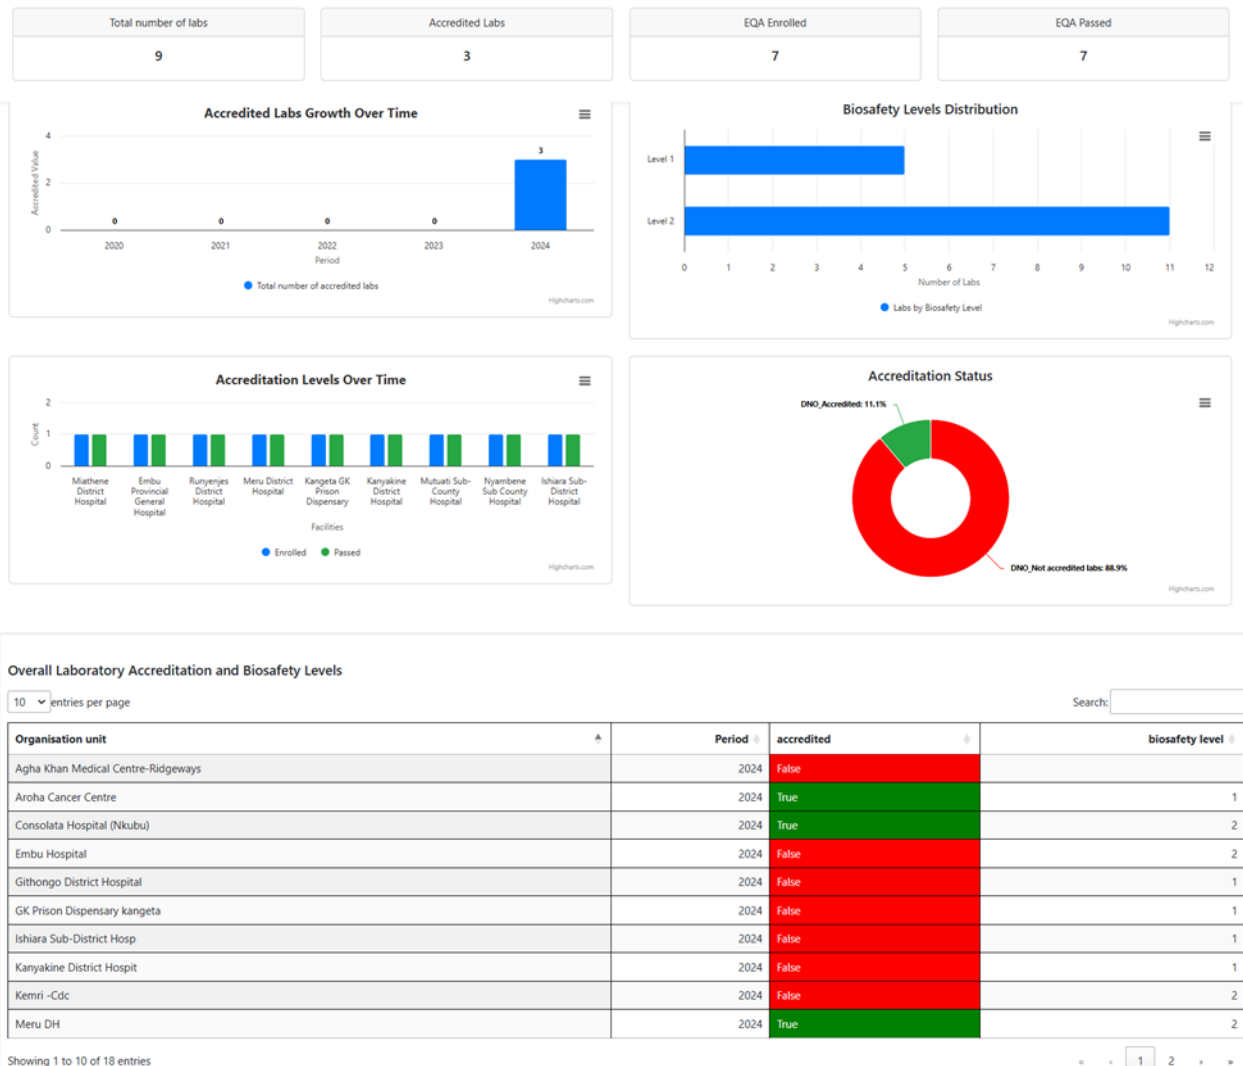 Total number of labs
9
Accredited Labs
3
EQA Enrolled
7
EQA Passed
7
Accredited Labs Growth Over Time
Accredited Value
4
2
0
0
0
0
0
3
2020
2021
2022
2023
2024
Period
Total number of accredited labs
Highcharts.com
Biosafety Levels Distribution
Level 1
Level 2
0
1
2
3
4
5
6
7
8
9
10
11
12
Number of Labs
Labs by Biosafety Level
Highcharts.com
Accreditation Levels Over Time
Count
2
1
0
Miathene
District
Hospital
Embu
Provincial
General
Hospital
Runyenjes
District
Hospital
Meru District
Hospital
Kangeta GK
Prison
Dispensary
Kanyakine
District
Hospital
Mutuati Sub-
County
Hospital
Nyambene
Sub County
Hospital
Ishiara Sub-
District
Hospital
Facilities
Enrolled
Passed
Highcharts.com
Accreditation Status
DNO_Accredited: 11.1%
DNO_Not accredited labs: 88.9%
Highcharts.com
Overall Laboratory Accreditation and Biosafety Levels
10 entries per page
Search:
Organisation unit Period accredited biosafety level
Agha Khan Medical Centre-Ridgeways 2024 False
Aroha Cancer Centre 2024 True 1
Consolata Hospital (Nkubu) 2024 True 2
Embu Hospital 2024 False 2
Githongo District Hospital 2024 False 1
GK Prison Dispensary kangeta 2024 False 1
Ishiara Sub-District Hosp 2024 False 1
Kanyakine District Hospit 2024 False 1
Kemri -Cdc 2024 False 2
Meru DH 2024 True 2
Showing 1 to 10 of 18 entries
« ‹ 1 2 › »